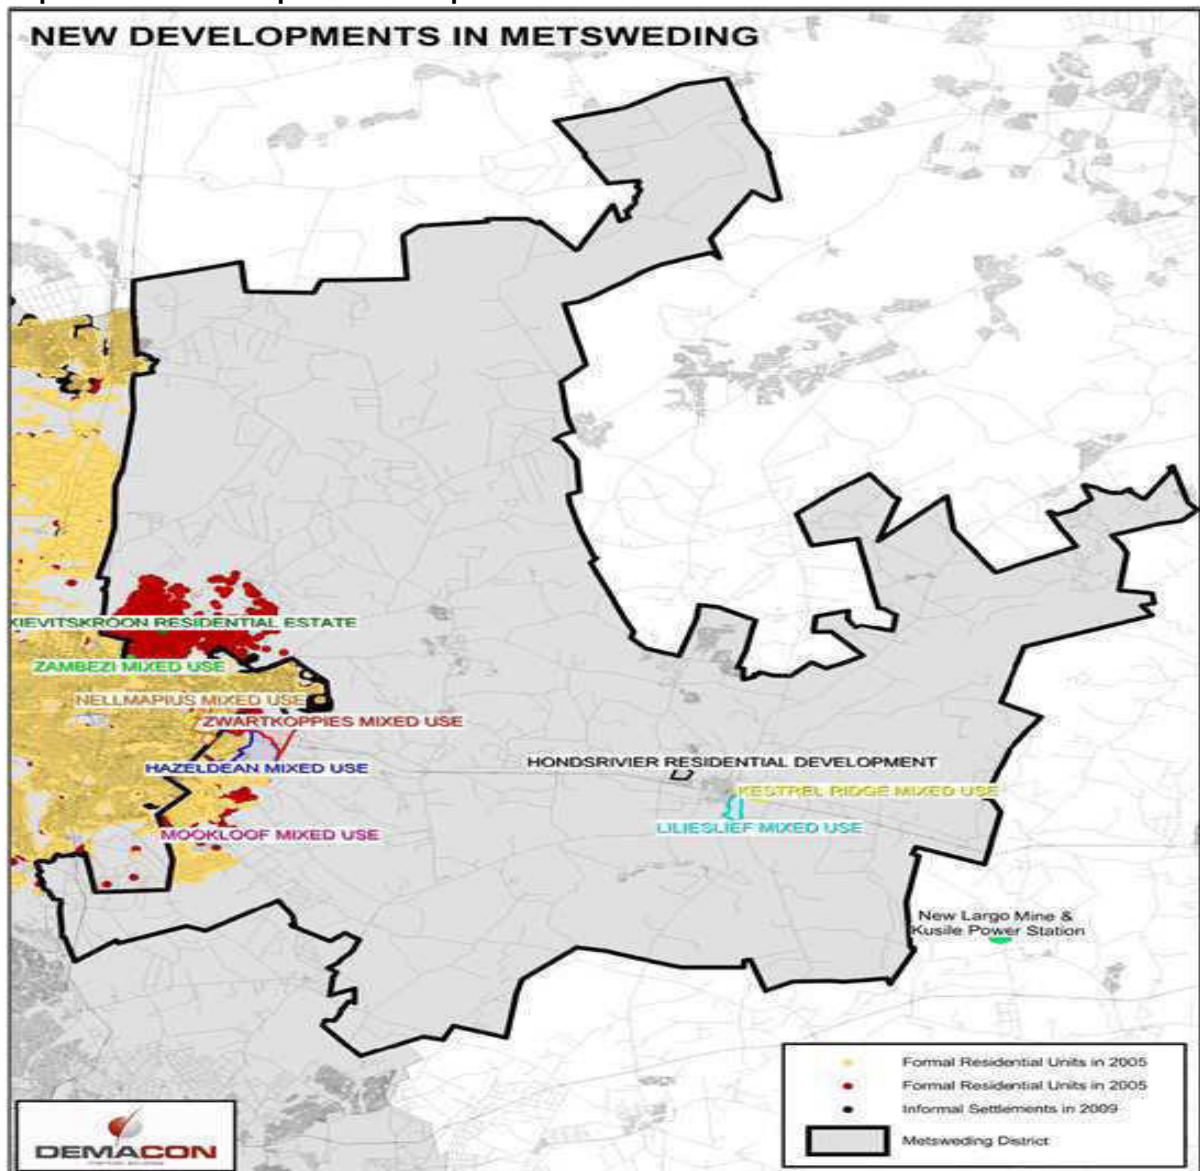 NEW DEVELOPMENTS IN METSWEDING
KIEVITSKROON RESIDENTIAL ESTATE
ZAMBEZI MIXED USE
NELLMAPIUS MIXED USE
ZWARTKOPPIES MIXED USE
HAZELDEAN MIXED USE
HONDSRIVIER RESIDENTIAL DEVELOPMENT
KESTREL RIDGE MIXED USE
LILIESLIEF MIXED USE
MOOKLOOF MIXED USE
New Largo Mine &
Kusile Power Station
Formal Residential Units in 2005
Formal Residential Units in 2005
Informal Settlements in 2009
Metsweding District
DEMACON